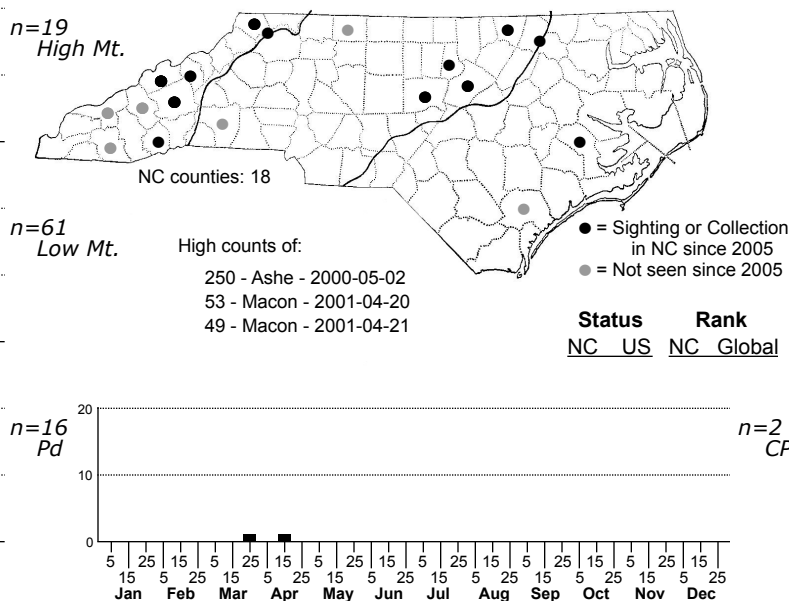 n=19
High Mt.
NC counties: 18
n=61
Low Mt.
High counts of:
250 - Ashe - 2000-05-02
53 - Macon - 2001-04-20
49 - Macon - 2001-04-21
= Sighting or Collection
in NC since 2005
= Not seen since 2005
Status Rank
NC US NC Global
n=16
Pd
20
10
0
n=2
CP
5 25 15 5 25 15 5 25 15 5 25 15 5 25 15 5 25 15
15 5 25 15 5 25 15 5 25 15 5 25 15 5 25 15 5 25
Jan Feb Mar Apr May Jun Jul Aug Sep Oct Nov Dec